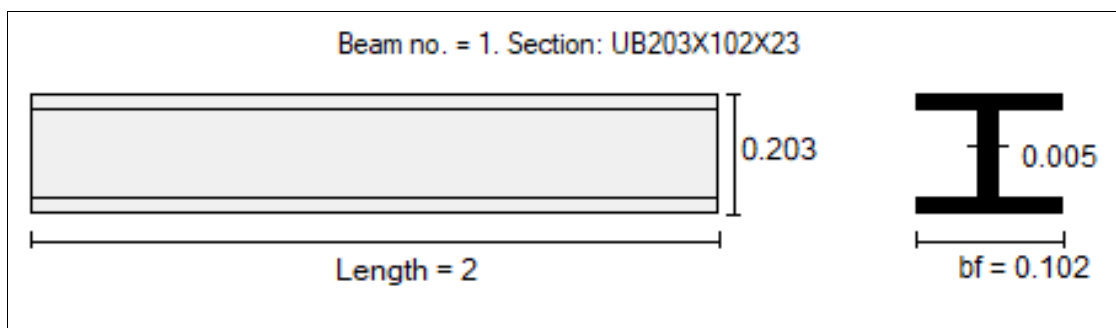 Beam no. = 1. Section: UB203X102X23
0.203
0.005
Length = 2
bf = 0.102